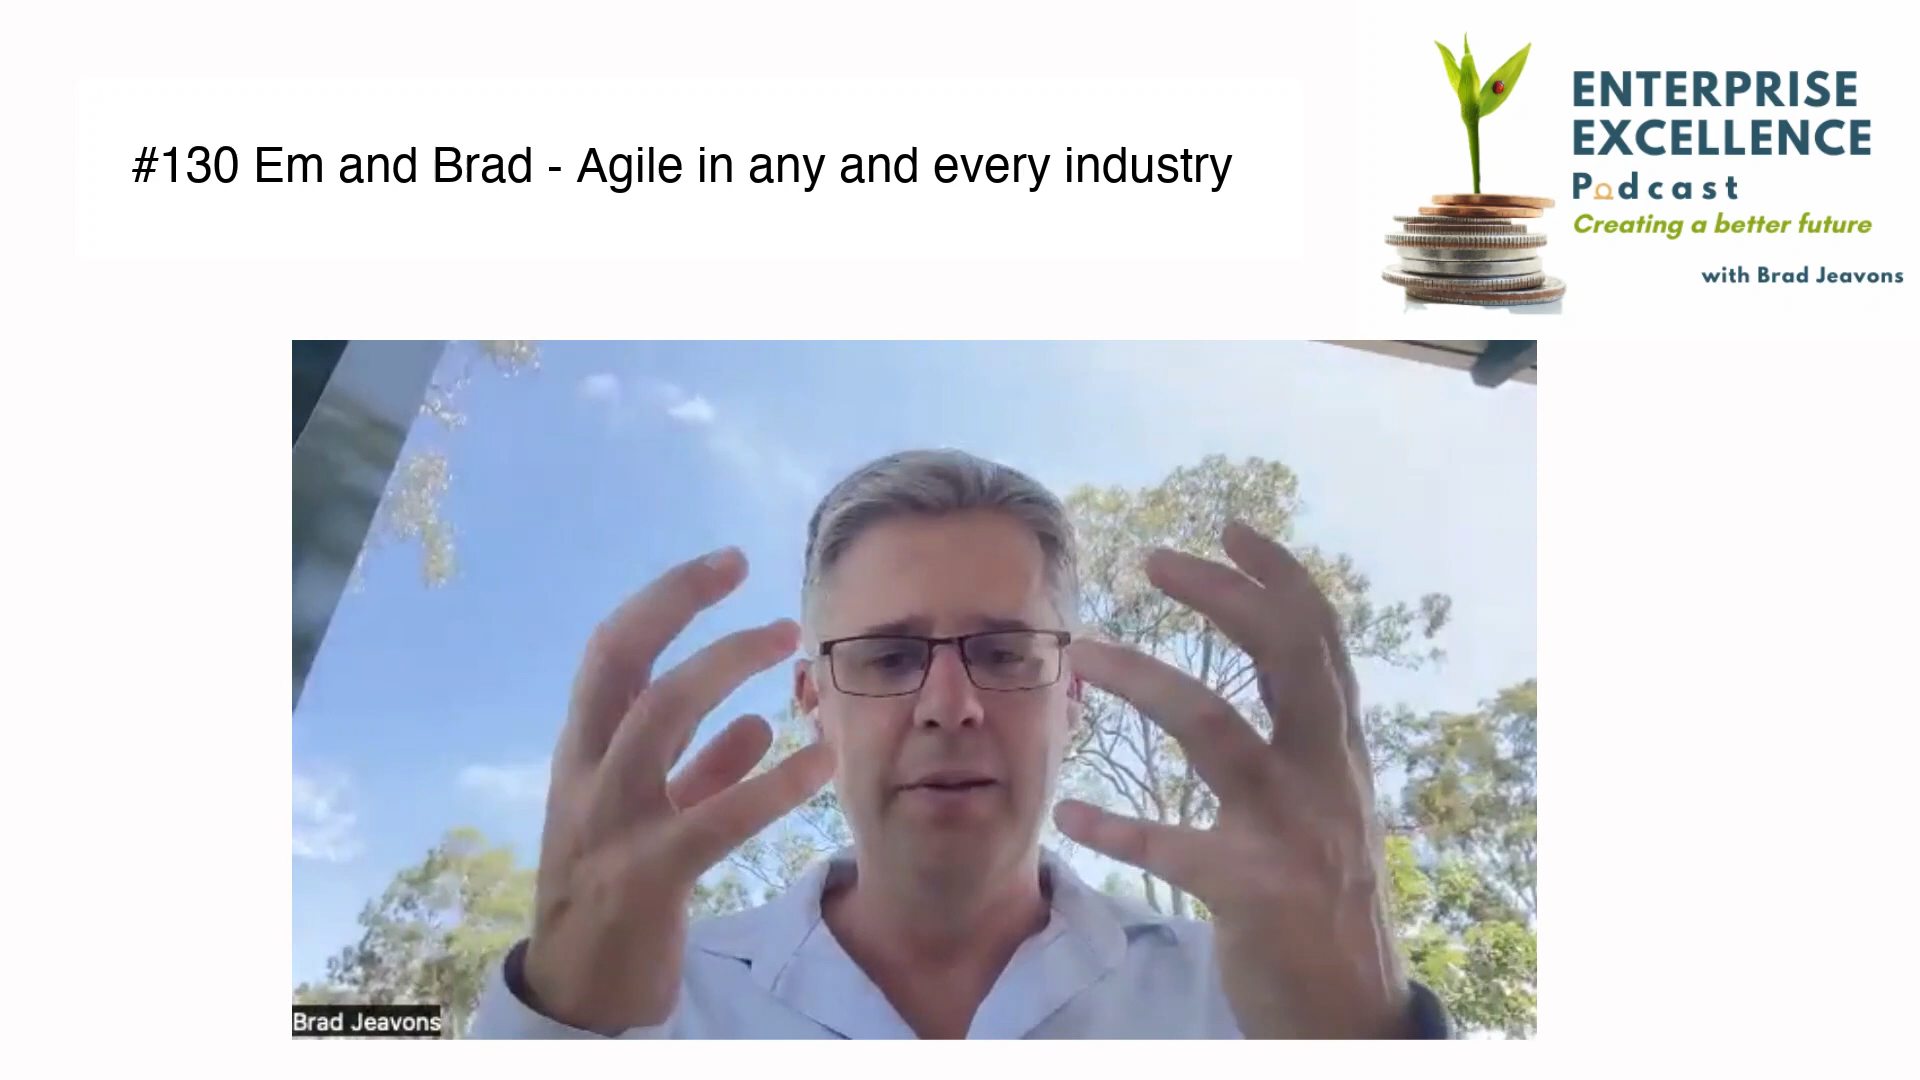 #130 Em and Brad - Agile in any and every industry
ENTERPRISE
EXCELLENCE
Podcast
Creating a better future
with Brad Jeavons
Brad Jeavons